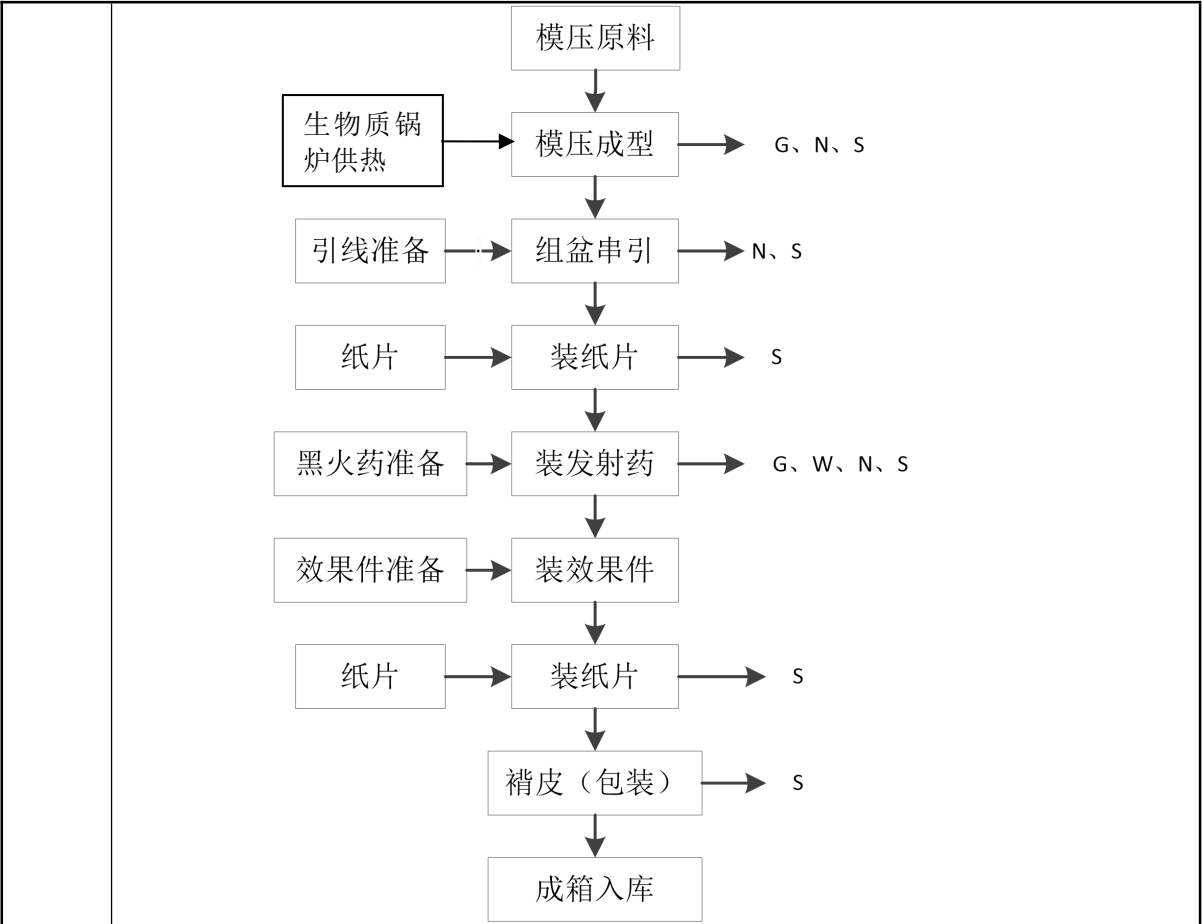 模压原料
生物质锅
炉供热
模压成型
G、N、S
引线准备
组盆串引
N、S
纸片
装纸片
S
黑火药准备
装发射药
G、W、N、S
效果件准备
装效果件
纸片
装纸片
S
褙皮（包装）
S
成箱入库